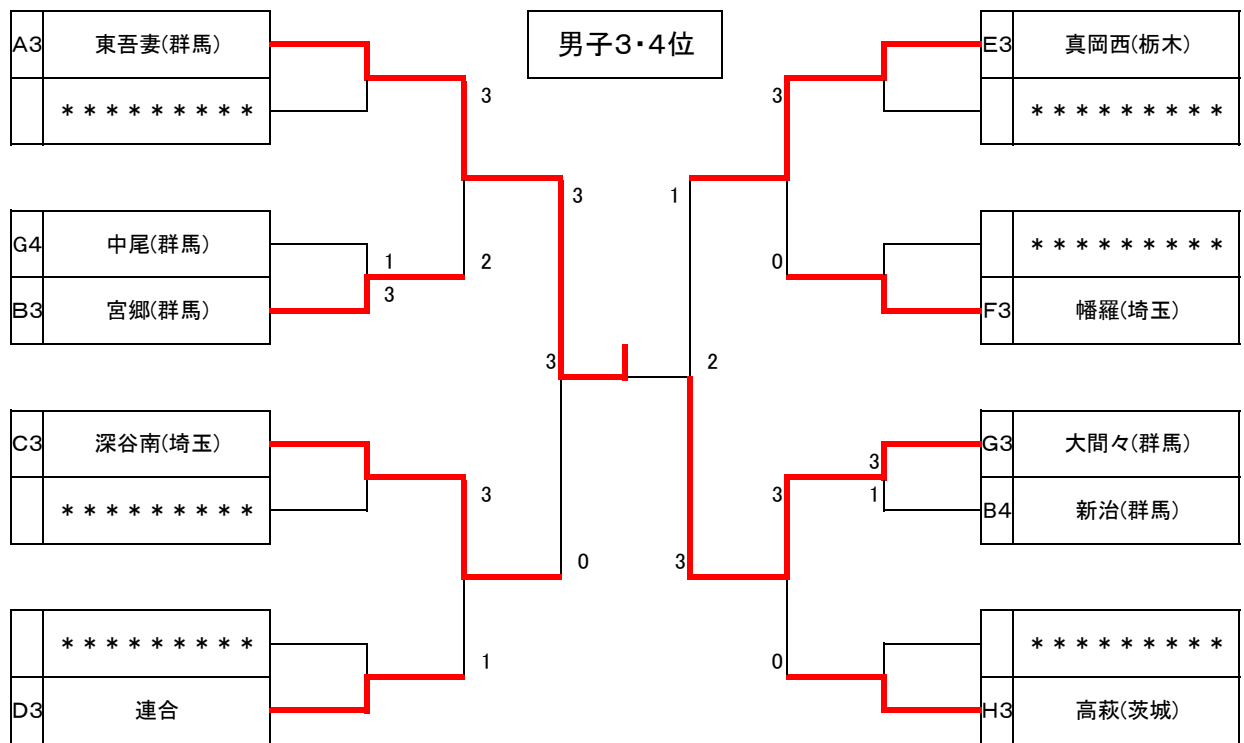 男子3・4位
A3 東吾妻(群馬)
*********
3
3
G4 中尾(群馬)
1
2
B3 宮郷(群馬)
3
3
C3 深谷南(埼玉)
*********
3
0
*********
1
D3 連合
E3 真岡西(栃木)
3
*********
1
*********
0
F3 幡羅(埼玉)
2
G3 大間々(群馬)
3
3
1
B4 新治(群馬)
3
*********
0
H3 高萩(茨城)